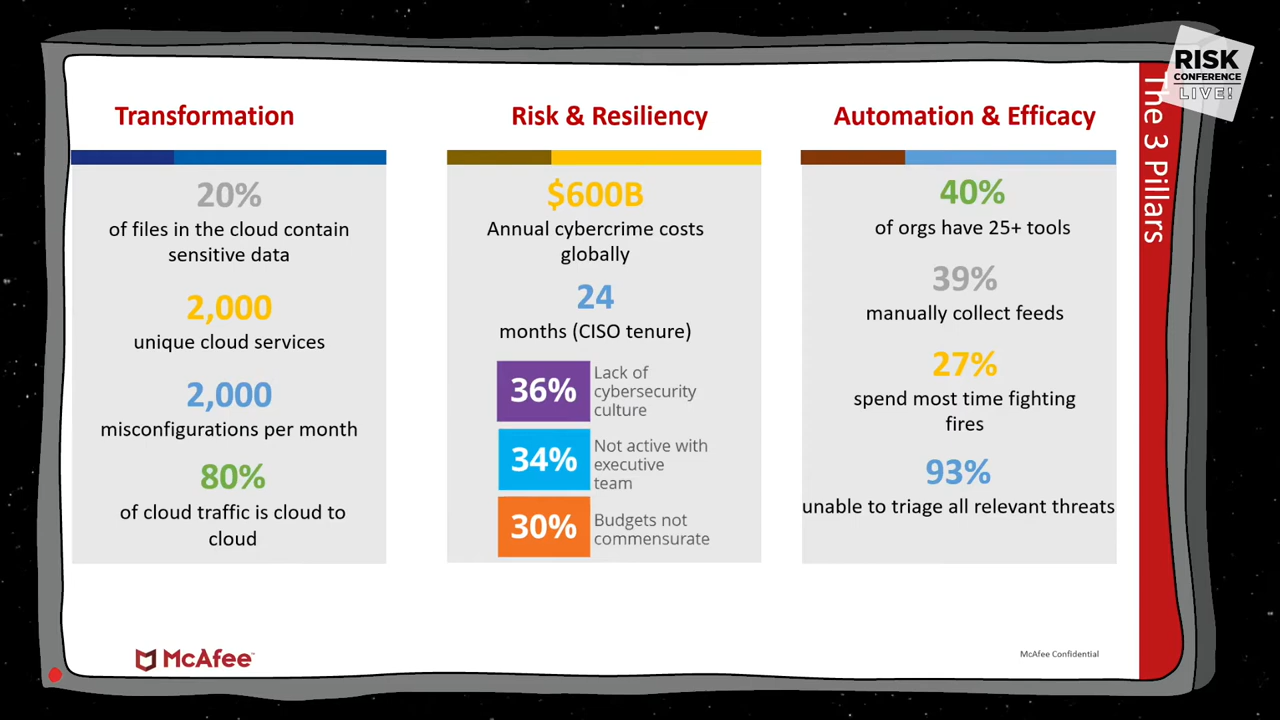 RISK
CONFERENCE
LIVE!
The 3 Pillars
Transformation
20%
of files in the cloud contain
sensitive data
2,000
unique cloud services
2,000
misconfigurations per month
80%
of cloud traffic is cloud to
cloud
Risk & Resiliency
$600B
Annual cybercrime costs
globally
24
months (CISO tenure)
36%
Lack of
cybersecurity
culture
34%
Not active with
executive
team
30%
Budgets not
commensurate
Automation & Efficacy
40%
of orgs have 25+ tools
39%
manually collect feeds
27%
spend most time fighting
fires
93%
unable to triage all relevant threats
McAfee
McAfee Confidential